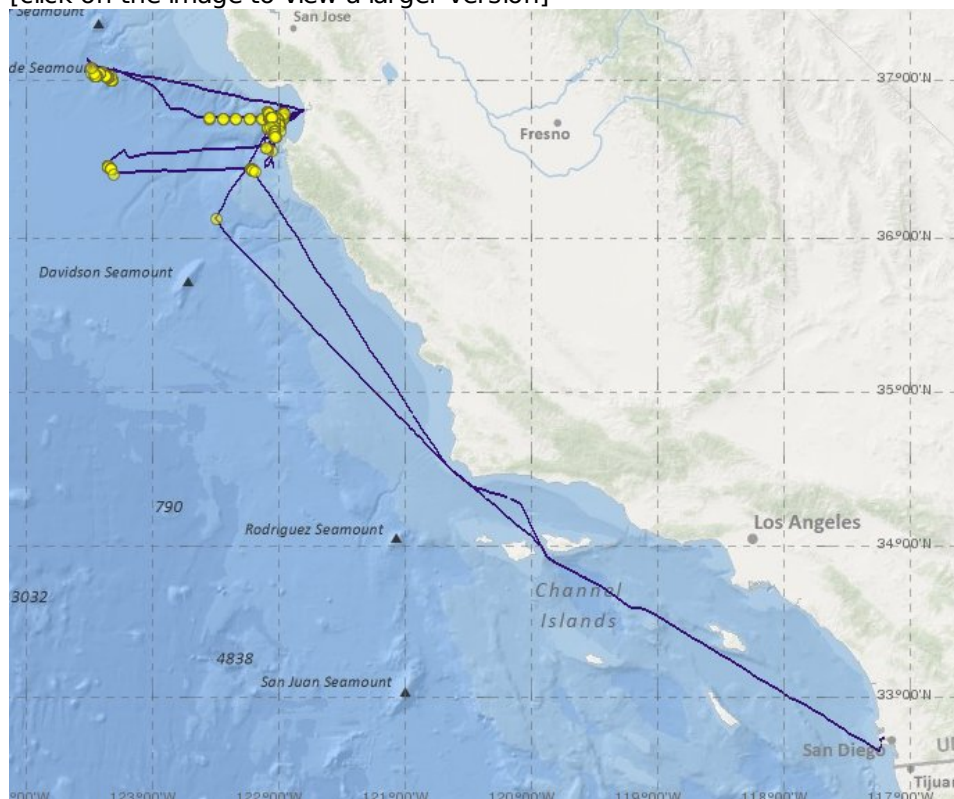 [click on the image to view a larger version]
San Jose
Seamount
de Seamount
37°00'N
Fresno
36°00'N
Davidson Seamount
35°00'N
790
Rodriguez Seamount
Los Angeles
34°00'N
3032
Channel
Islands
4838
San Juan Seamount
33°00'N
San Diego
Tijuan
123°00'W
122°00'W
121°00'W
120°00'W
119°00'W
118°00'W
117°00'W